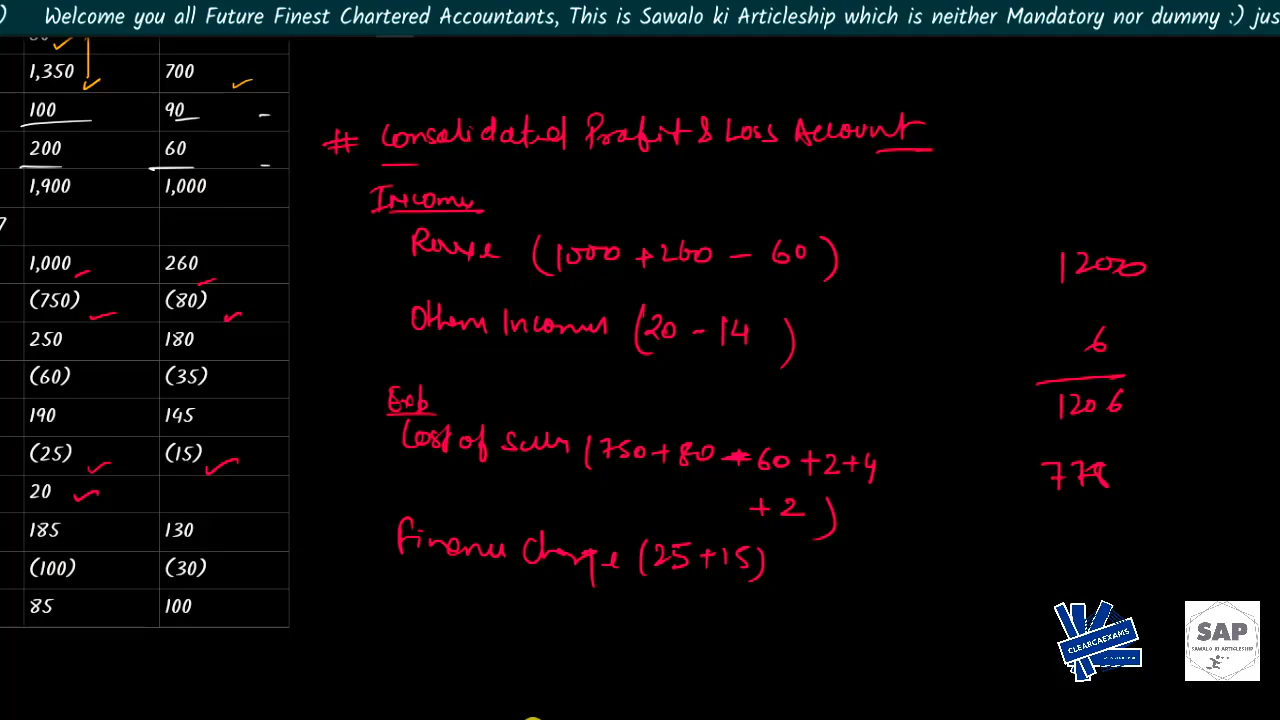 Welcome you all Future Finest Chartered Accountants, This is Sawalo ki Articleship which is neither Mandatory nor dummy :) jus
1,350 700
100 90
200 60
1,900 1,000
1,000 260
(750) (80)
250 180
(60) (35)
190 145
(25) (15)
20
185 130
(100) (30)
85 100
# Consolidated Profit & Loss Account
Income
(1000 + 260 - 60) 1200
Other Incomes (20 - 14) 6
1206
Cost of Sales (750 + 80 - 60 + 2 + 4
+ 2) 778
Finance Charge (25 + 15)
CLEARCAEXAMS
SAP
SAWALO KI ARTICLESHIP